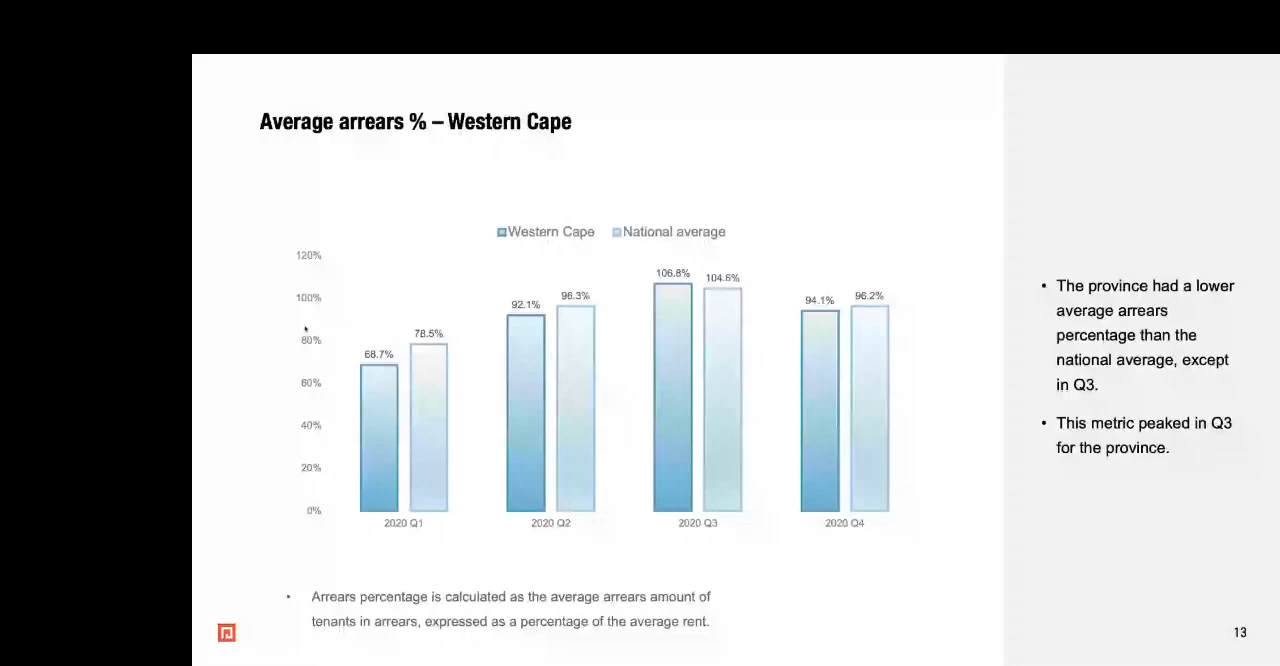 Average arrears % – Western Cape
Western Cape National average
120%
100%
80%
60%
40%
20%
0%
68.7%
78.5%
92.1%
96.3%
106.8%
104.6%
94.1%
96.2%
2020 Q1
2020 Q2
2020 Q3
2020 Q4
• Arrears percentage is calculated as the average arrears amount of
tenants in arrears, expressed as a percentage of the average rent.
• The province had a lower
average arrears
percentage than the
national average, except
in Q3.
• This metric peaked in Q3
for the province.
13